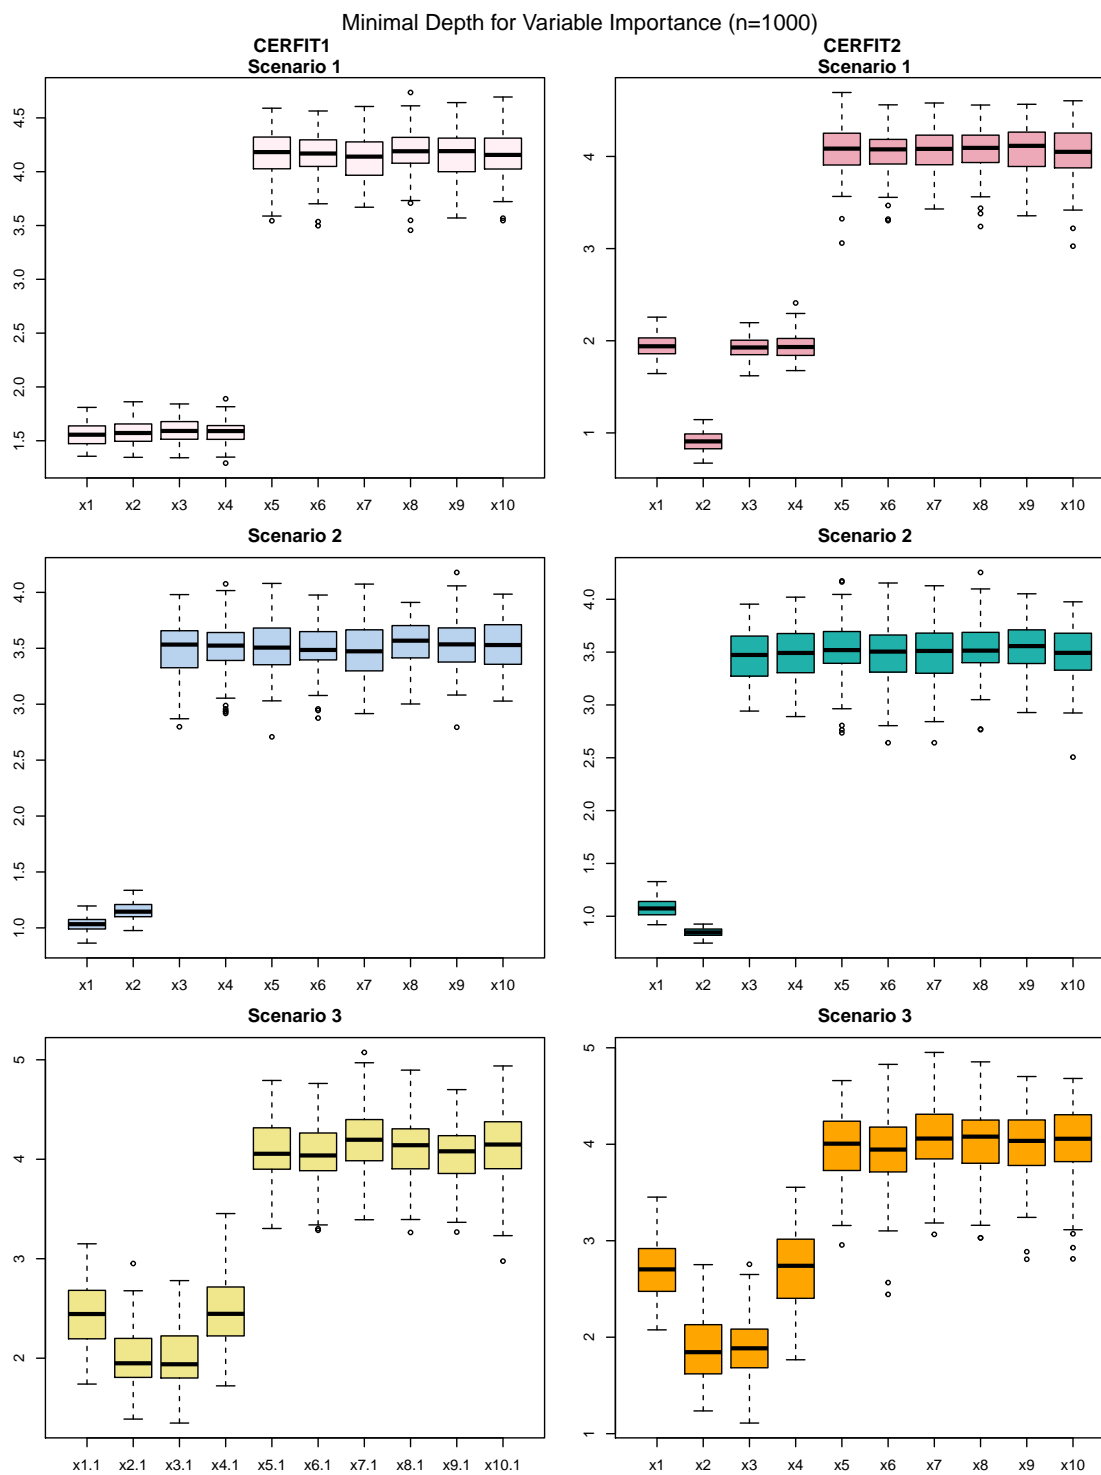 Minimal Depth for Variable Importance (n=1000)
CERFIT1
Scenario 1
4.5
4.0
3.5
3.0
2.5
2.0
1.5
x1 x2 x3 x4 x5 x6 x7 x8 x9 x10
CERFIT2
Scenario 1
4
3
2
1
x1 x2 x3 x4 x5 x6 x7 x8 x9 x10
Scenario 2
4.0
3.5
3.0
2.5
2.0
1.5
1.0
x1 x2 x3 x4 x5 x6 x7 x8 x9 x10
Scenario 2
4.0
3.5
3.0
2.5
2.0
1.5
1.0
x1 x2 x3 x4 x5 x6 x7 x8 x9 x10
Scenario 3
5
4
3
2
x1.1 x2.1 x3.1 x4.1 x5.1 x6.1 x7.1 x8.1 x9.1 x10.1
Scenario 3
5
4
3
2
1
x1 x2 x3 x4 x5 x6 x7 x8 x9 x10